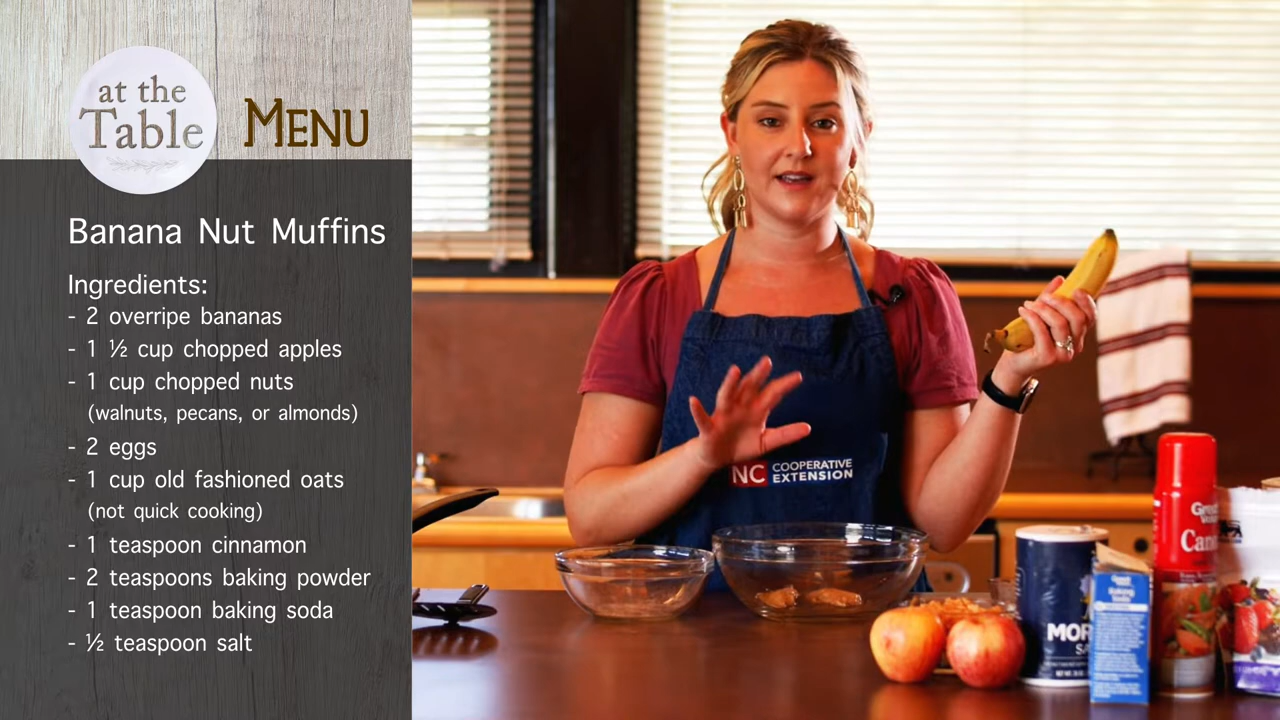 at the
Table
MENU
Banana Nut Muffins
Ingredients:
- 2 overripe bananas
- 1 ½ cup chopped apples
- 1 cup chopped nuts
(walnuts, pecans, or almonds)
- 2 eggs
- 1 cup old fashioned oats
(not quick cooking)
- 1 teaspoon cinnamon
- 2 teaspoons baking powder
- 1 teaspoon baking soda
- ½ teaspoon salt
NC COOPERATIVE
EXTENSION